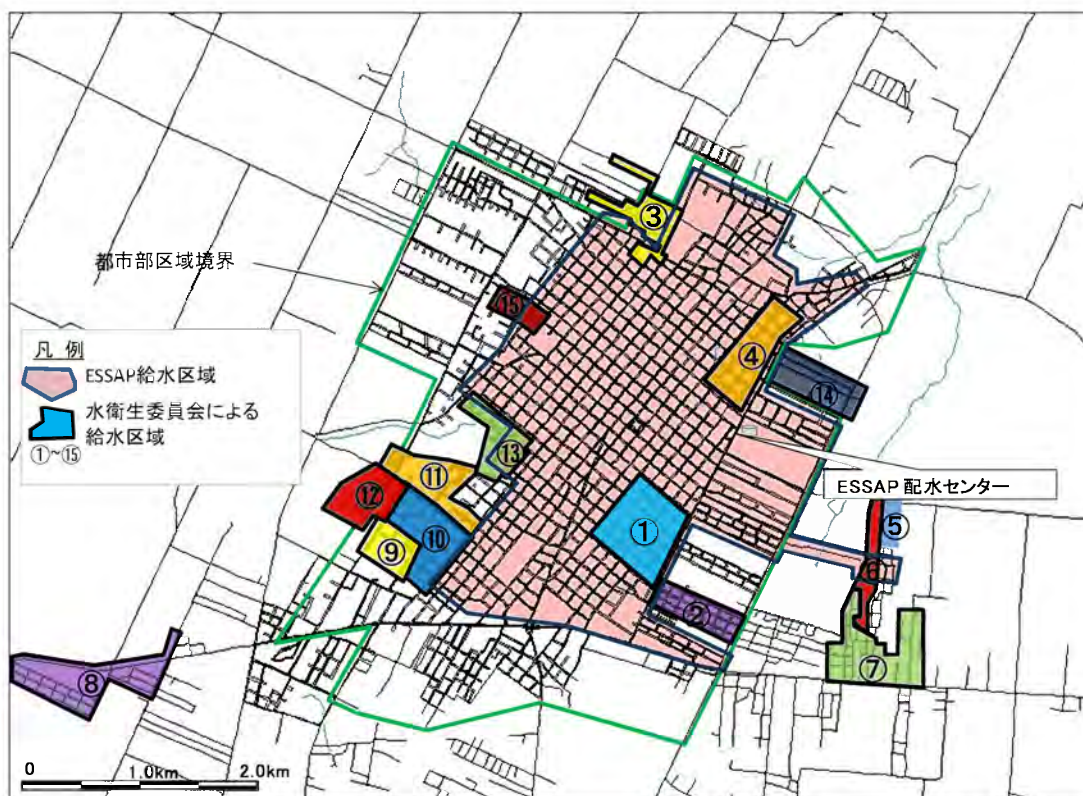 ③
都市部区域境界
⑮
凡 例
ESSAP給水区域
水衛生委員会による
給水区域
①~⑮
④
⑭
⑬
⑪
ESSAP 配水センター
⑫
①
⑤
⑩
⑨
⑥
②
⑦
⑧
0 1.0km 2.0km